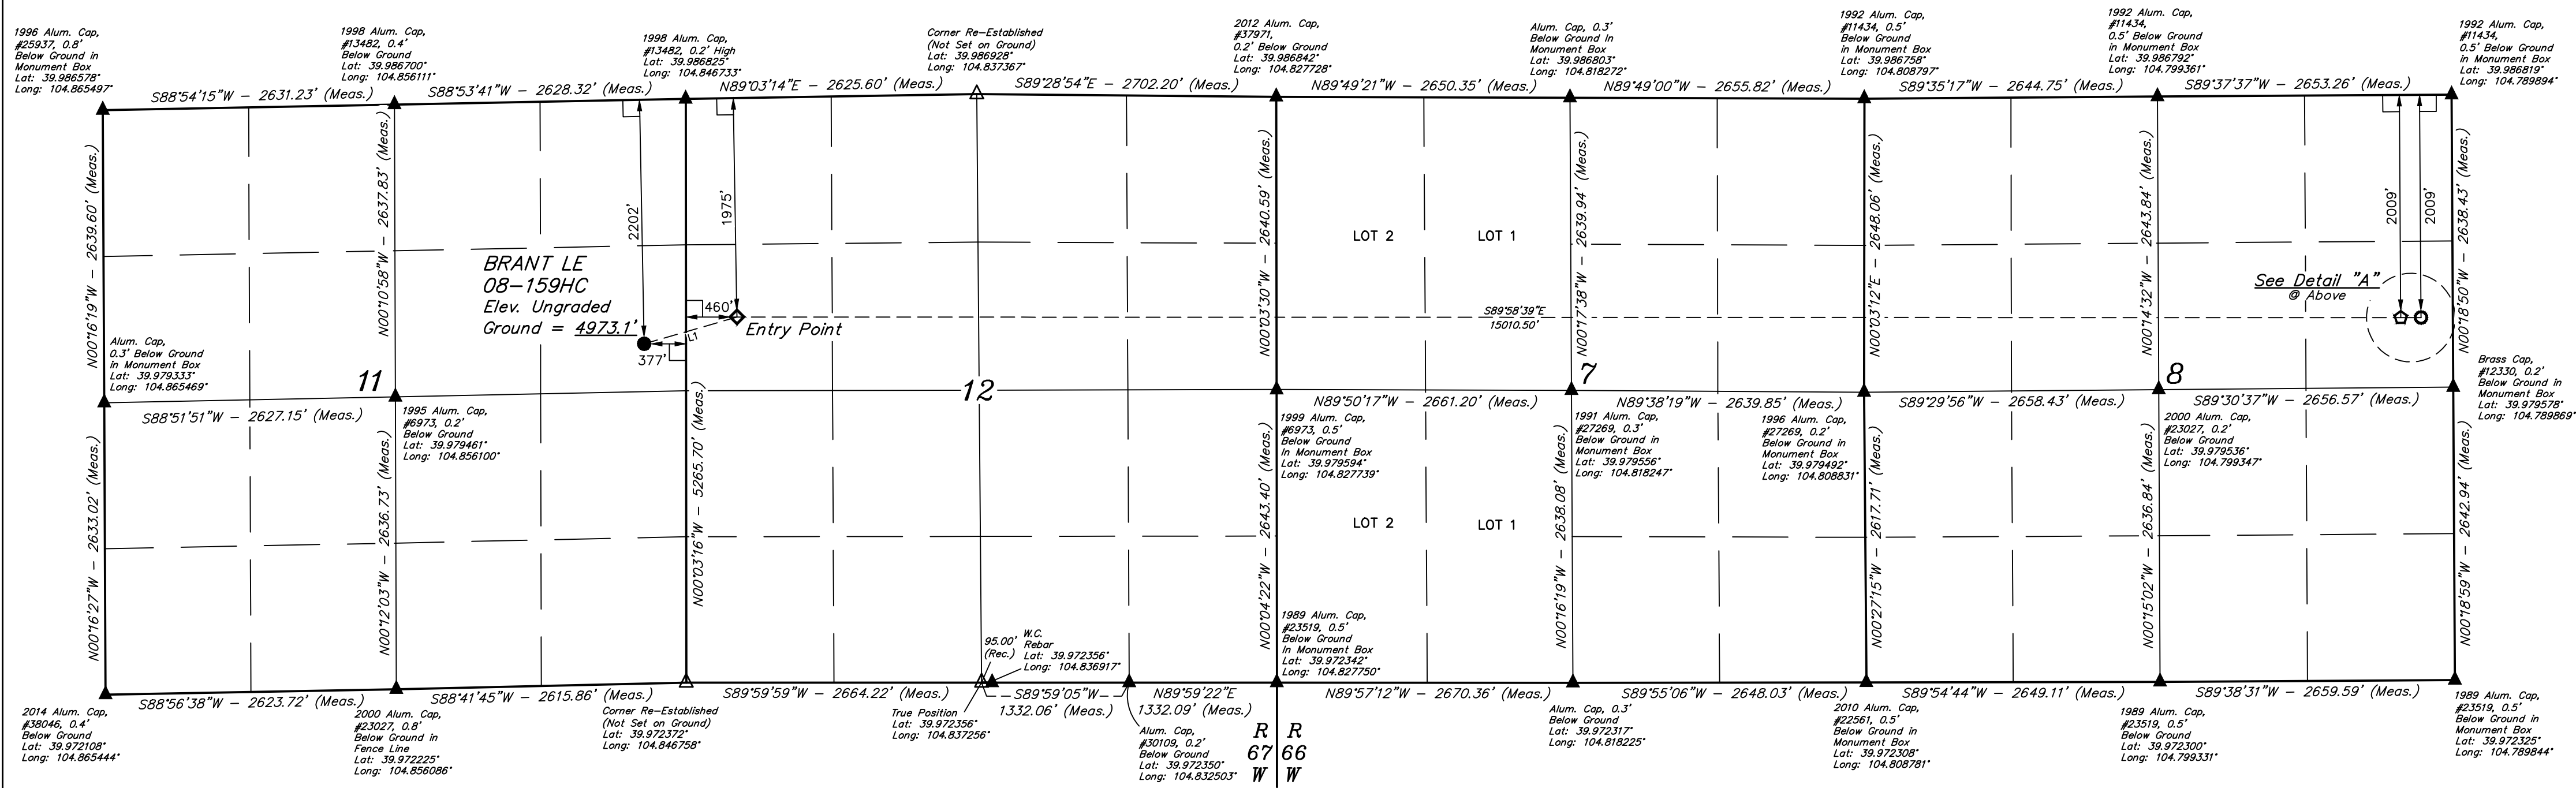 1996 Alum. Cap,
#25937, 0.8'
Below Ground in
Monument Box
Lat: 39.986578°
Long: 104.865497°
1998 Alum. Cap,
#13482, 0.4'
Below Ground
Lat: 39.986700°
Long: 104.856111°
1998 Alum. Cap,
#13482, 0.2' High
Lat: 39.986825°
Long: 104.846733°
Corner Re-Established
(Not Set on Ground)
Lat: 39.986928°
Long: 104.837367°
2012 Alum. Cap,
#37971,
0.2' Below Ground
Lat: 39.986842°
Long: 104.827728°
Alum. Cap, 0.3'
Below Ground In
Monument Box
Lat: 39.986803°
Long: 104.818272°
1992 Alum. Cap,
#11434, 0.5'
Below Ground
in Monument Box
Lat: 39.986758°
Long: 104.808797°
1992 Alum. Cap,
#11434,
0.5' Below Ground
in Monument Box
Lat: 39.986792°
Long: 104.799361°
1992 Alum. Cap,
#11434,
0.5' Below Ground
in Monument Box
Lat: 39.986819°
Long: 104.789894°
S88°54'15"W - 2631.23' (Meas.)
S88°53'41"W - 2628.32' (Meas.)
N89°03'14"E - 2625.60' (Meas.)
S89°28'54"E - 2702.20' (Meas.)
N89°49'21"W - 2650.35' (Meas.)
N89°49'00"W - 2655.82' (Meas.)
S89°35'17"W - 2644.75' (Meas.)
S89°37'37"W - 2653.26' (Meas.)
N00°16'19"W - 2639.60' (Meas.)
N00°10'58"W - 2637.83' (Meas.)
2202'
1975'
N00°03'30"W - 2640.59' (Meas.)
LOT 2
LOT 1
N00°17'38"W - 2639.94' (Meas.)
N00°03'12"E - 2648.06' (Meas.)
N00°14'32"W - 2643.84' (Meas.)
2009'
2009'
N00°18'50"W - 2638.43' (Meas.)
BRANT LE
08-159HC
Elev. Ungraded
Ground = 4973.1'
460'
Entry Point
L1
377'
S89°58'39"E
15010.50'
See Detail "A"
@ Above
Alum. Cap,
0.3' Below Ground
in Monument Box
Lat: 39.979333°
Long: 104.865469°
11
12
7
8
Brass Cap,
#12330, 0.2'
Below Ground in
Monument Box
Lat: 39.979578°
Long: 104.789869°
S88°51'51"W - 2627.15' (Meas.)
N89°50'17"W - 2661.20' (Meas.)
N89°38'19"W - 2639.85' (Meas.)
S89°29'56"W - 2658.43' (Meas.)
S89°30'37"W - 2656.57' (Meas.)
1995 Alum. Cap,
#6973, 0.2'
Below Ground
Lat: 39.979461°
Long: 104.856100°
1999 Alum. Cap,
#6973, 0.5'
Below Ground
In Monument Box
Lat: 39.979594°
Long: 104.827739°
1991 Alum. Cap,
#27269, 0.3'
Below Ground in
Monument Box
Lat: 39.979556°
Long: 104.818247°
1996 Alum. Cap,
#27269, 0.2'
Below Ground in
Monument Box
Lat: 39.979492°
Long: 104.808831°
2000 Alum. Cap,
#23027, 0.2'
Below Ground
Lat: 39.979536°
Long: 104.799347°
N00°16'27"W - 2633.02' (Meas.)
N00°12'03"W - 2636.73' (Meas.)
N00°03'16"W - 5265.70' (Meas.)
N00°04'22"W - 2643.40' (Meas.)
LOT 2
LOT 1
N00°16'19"W - 2638.08' (Meas.)
N00°27'15"W - 2617.71' (Meas.)
N00°15'02"W - 2636.84' (Meas.)
N00°18'59"W - 2642.94' (Meas.)
95.00'
(Rec.)
W.C.
Rebar
Lat: 39.972356°
Long: 104.836917°
1989 Alum. Cap,
#23519, 0.5'
Below Ground
In Monument Box
Lat: 39.972342°
Long: 104.827750°
S88°56'38"W - 2623.72' (Meas.)
S88°41'45"W - 2615.86' (Meas.)
S89°59'59"W - 2664.22' (Meas.)
S89°59'05"W
1332.06' (Meas.)
N89°59'22"E
1332.09' (Meas.)
N89°57'12"W - 2670.36' (Meas.)
S89°55'06"W - 2648.03' (Meas.)
S89°54'44"W - 2649.11' (Meas.)
S89°38'31"W - 2659.59' (Meas.)
2014 Alum. Cap,
#38046, 0.4'
Below Ground
Lat: 39.972108°
Long: 104.865444°
2000 Alum. Cap,
#23027, 0.8'
Below Ground in
Fence Line
Lat: 39.972225°
Long: 104.856086°
Corner Re-Established
(Not Set on Ground)
Lat: 39.972372°
Long: 104.846758°
True Position
Lat: 39.972356°
Long: 104.837256°
Alum. Cap,
#30109, 0.2'
Below Ground
Lat: 39.972350°
Long: 104.832503°
R R
67 66
W W
Alum. Cap, 0.3'
Below Ground
Lat: 39.972317°
Long: 104.818225°
2010 Alum. Cap,
#22561, 0.5'
Below Ground in
Monument Box
Lat: 39.972308°
Long: 104.808781°
1989 Alum. Cap,
#23519, 0.5'
Below Ground
Lat: 39.972300°
Long: 104.799331°
1989 Alum. Cap,
#23519, 0.5'
Below Ground in
Monument Box
Lat: 39.972325°
Long: 104.789844°